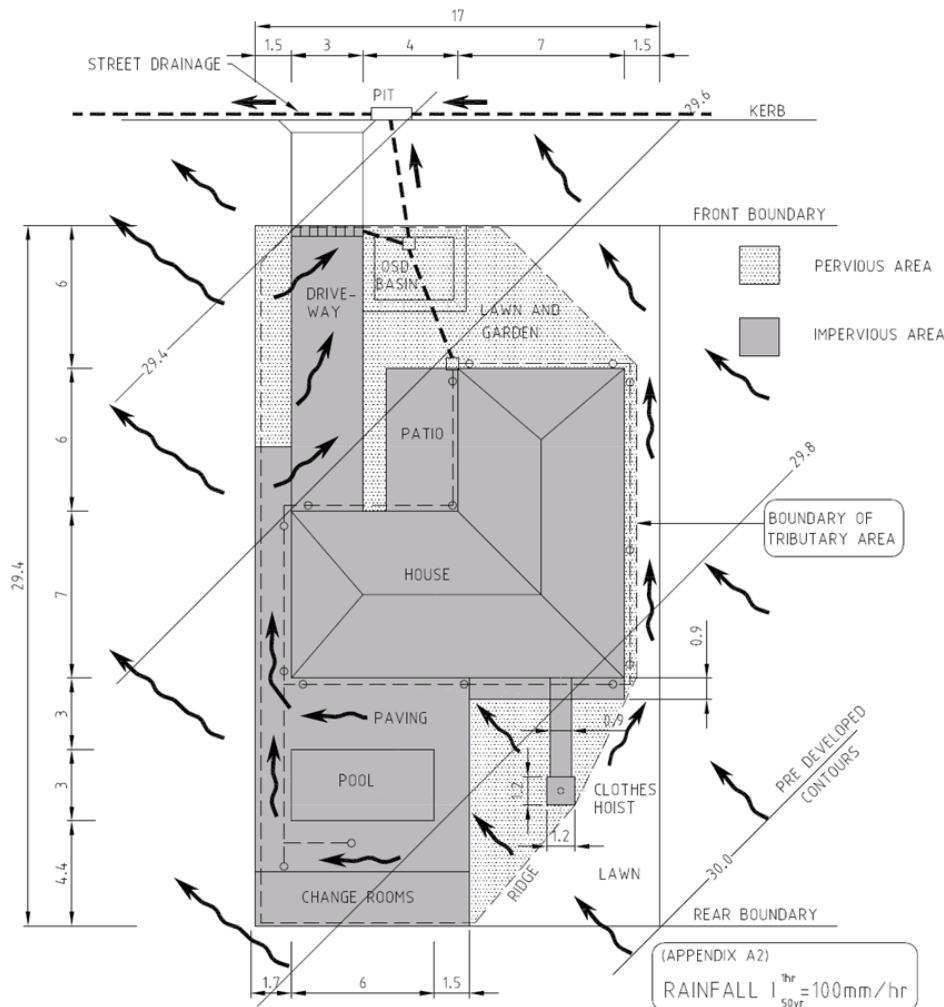 17
1.5
3
4
7
1.5
STREET DRAINAGE
PIT
29.6
KERB
FRONT BOUNDARY
PERVIOUS AREA
IMPERVIOUS AREA
OSD
BASIN
DRIVE-
WAY
LAWN AND
GARDEN
6
29.4
6
PATIO
29.8
BOUNDARY OF
TRIBUTARY AREA
29.4
7
HOUSE
0.9
3
PAVING
0.9
PRE DEVELOPED
CONTOURS
3
POOL
1.2
CLOTHES
HOIST
1.2
4.4
RIDGE
LAWN
30.0
CHANGE ROOMS
REAR BOUNDARY
1.7
6
1.5
(APPENDIX A2)
RAINFALL I 1hr 50yr =100mm/hr